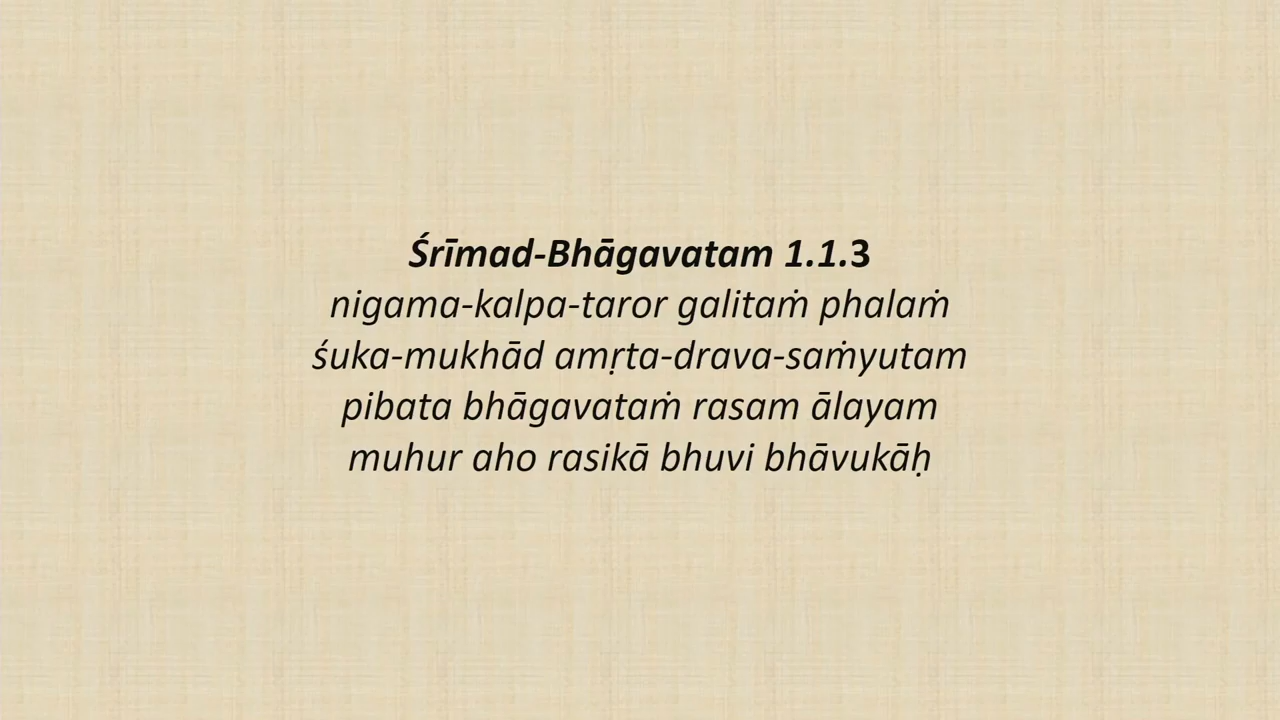 Śrīmad-Bhāgavatam 1.1.3
nigama-kalpa-taror galitaṁ phalaṁ
śuka-mukhād amṛta-drava-saṁyutam
pibata bhāgavataṁ rasam ālayam
muhur aho rasikā bhuvi bhāvukāḥ